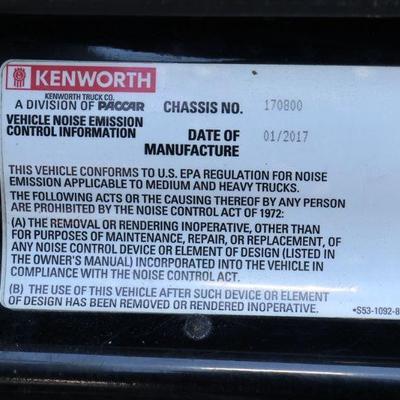 KENWORTH
KENWORTH TRUCK CO.
A DIVISION OF PACCAR CHASSIS NO. 170800
VEHICLE NOISE EMISSION
CONTROL INFORMATION DATE OF 01/2017
MANUFACTURE
THIS VEHICLE CONFORMS TO U.S. EPA REGULATION FOR NOISE
EMISSION APPLICABLE TO MEDIUM AND HEAVY TRUCKS.
THE FOLLOWING ACTS OR THE CAUSING THEREOF BY ANY PERSON
ARE PROHIBITED BY THE NOISE CONTROL ACT OF 1972:
(A) THE REMOVAL OR RENDERING INOPERATIVE, OTHER THAN
FOR PURPOSES OF MAINTENANCE, REPAIR, OR REPLACEMENT, OF
ANY NOISE CONTROL DEVICE OR ELEMENT OF DESIGN (LISTED IN
THE OWNER'S MANUAL) INCORPORATED INTO THE VEHICLE IN
COMPLIANCE WITH THE NOISE CONTROL ACT.
(B) THE USE OF THIS VEHICLE AFTER SUCH DEVICE OR ELEMENT
OF DESIGN HAS BEEN REMOVED OR RENDERED INOPERATIVE.
*S53-1092-8